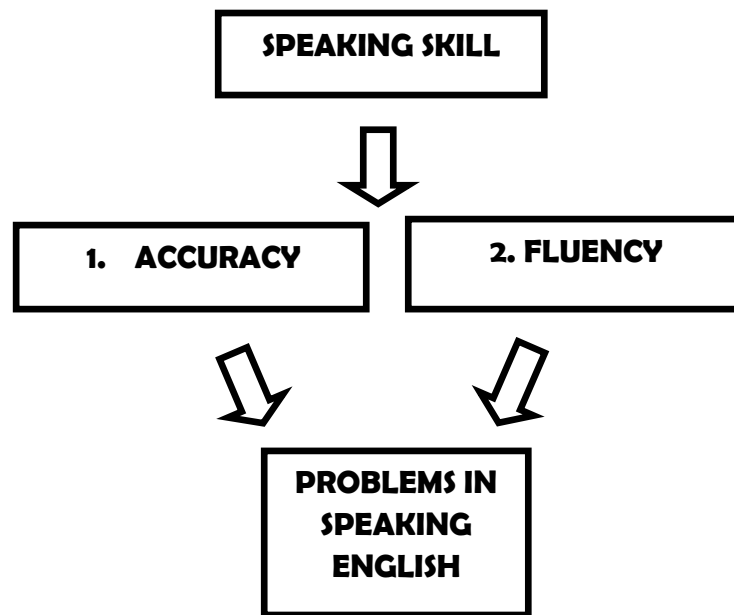 SPEAKING SKILL
1. ACCURACY
2. FLUENCY
PROBLEMS IN
SPEAKING
ENGLISH